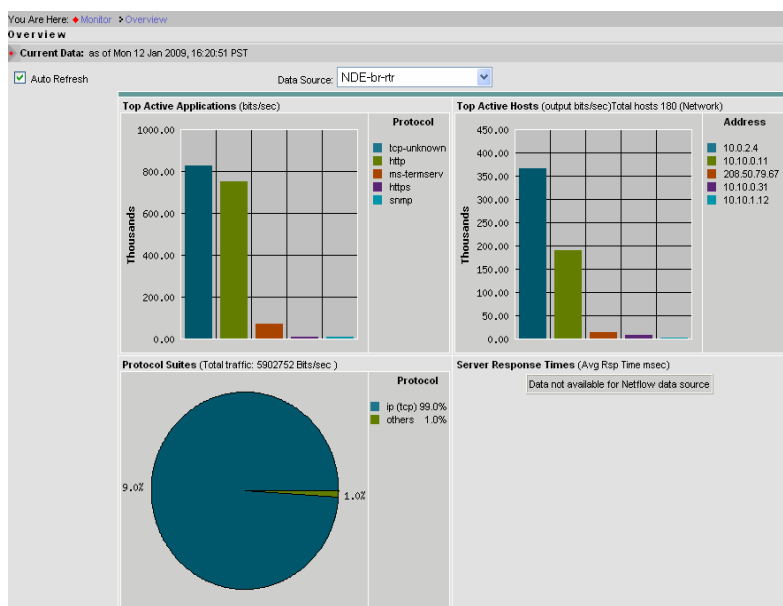 You Are Here: Monitor > Overview
Overview
Current Data: as of Mon 12 Jan 2009, 16:20:51 PST
Auto Refresh
Data Source: NDE-br-rtr
Top Active Applications (bits/sec)
1000.00
800.00
600.00
400.00
200.00
0.00
Thousands
Protocol
tcp-unknown
http
ms-termserv
https
snmp
Top Active Hosts (output bits/sec)Total hosts 180 (Network)
450.00
400.00
350.00
300.00
250.00
200.00
150.00
100.00
50.00
0.00
Thousands
Address
10.0.2.4
10.10.0.11
208.50.79.67
10.10.0.31
10.10.1.12
Protocol Suites (Total traffic: 5902752 Bits/sec )
9.0%
1.0%
Protocol
ip (tcp) 99.0%
others 1.0%
Server Response Times (Avg Rsp Time msec)
Data not available for Netflow data source